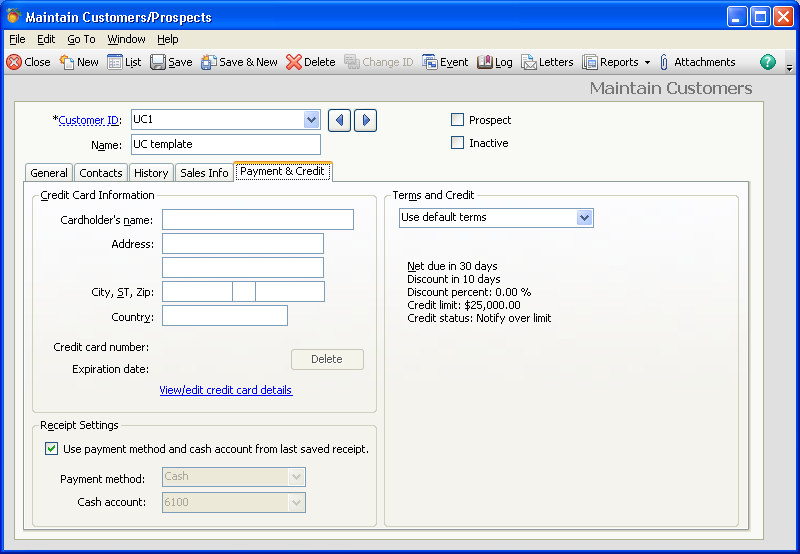 Maintain Customers/Prospects
File Edit Go To Window Help
Close New List Save Save & New Delete Change ID Event Log Letters Reports Attachments ?
Maintain Customers
*Customer ID: UC1 Prospect
Name: UC template Inactive
General Contacts History Sales Info Payment & Credit
Credit Card Information
Cardholder's name:
Address:
City, ST, Zip:
Country:
Credit card number:
Expiration date:
Delete
View/edit credit card details
Receipt Settings
Use payment method and cash account from last saved receipt.
Payment method: Cash
Cash account: 6100
Terms and Credit
Use default terms
Net due in 30 days
Discount in 10 days
Discount percent: 0.00 %
Credit limit: $25,000.00
Credit status: Notify over limit